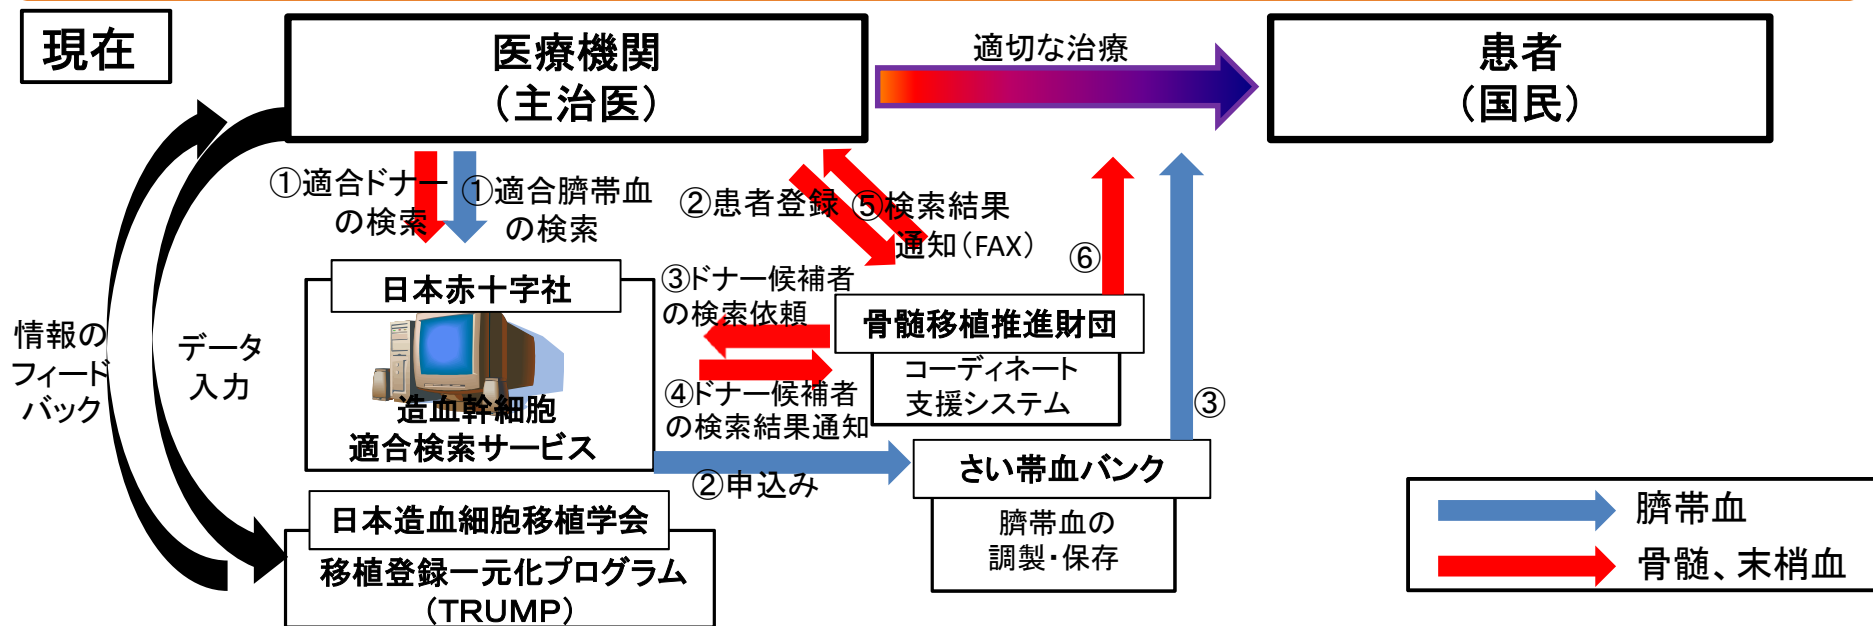 現在
医療機関
（主治医）
適切な治療
患者
（国民）
①適合ドナー
の検索
①適合臍帯血
の検索
②患者登録
⑤検索結果
通知（FAX）
⑥
③
日本赤十字社
造血幹細胞
適合検索サービス
③ドナー候補者
の検索依頼
④ドナー候補者
の検索結果通知
骨髄移植推進財団
コーディネート
支援システム
情報の
フィード
バック
データ
入力
②申込み
さい帯血バンク
臍帯血の
調製・保存
日本造血細胞移植学会
移植登録一元化プログラム
（TRUMP）
臍帯血
骨髄、末梢血